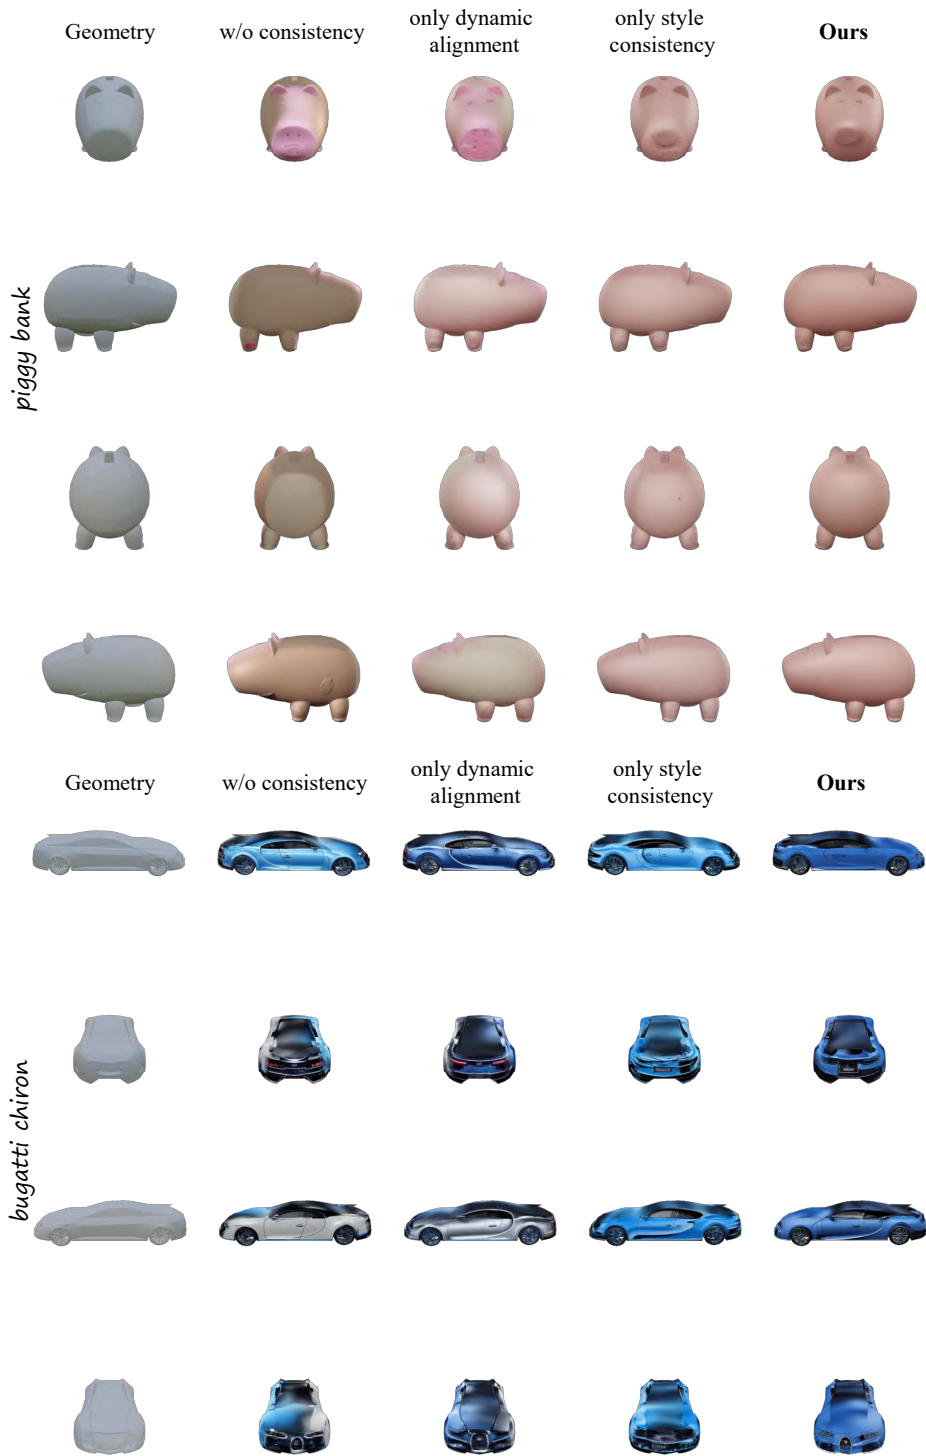 Geometry
w/o consistency
only dynamic
alignment
only style
consistency
Ours
piggy bank
Geometry
w/o consistency
only dynamic
alignment
only style
consistency
Ours
bugatti chiron